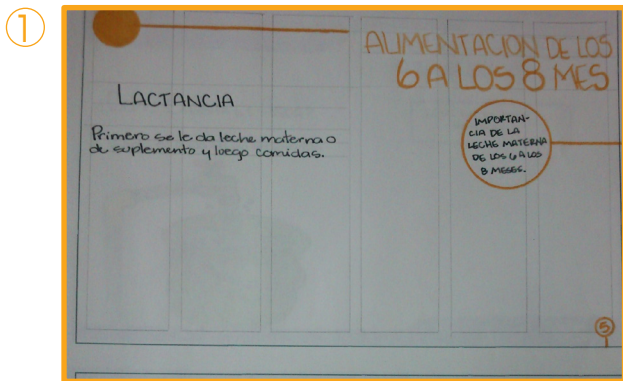 1
ALIMENTACION DE LOS
6 A LOS 8 MES
LACTANCIA
Primero se le da leche materna o
de suplemento y luego comidas.
IMPORTAN-
CIA DE LA
LECHE MATERNA
DE LOS 6 A LOS
8 MESES.
5